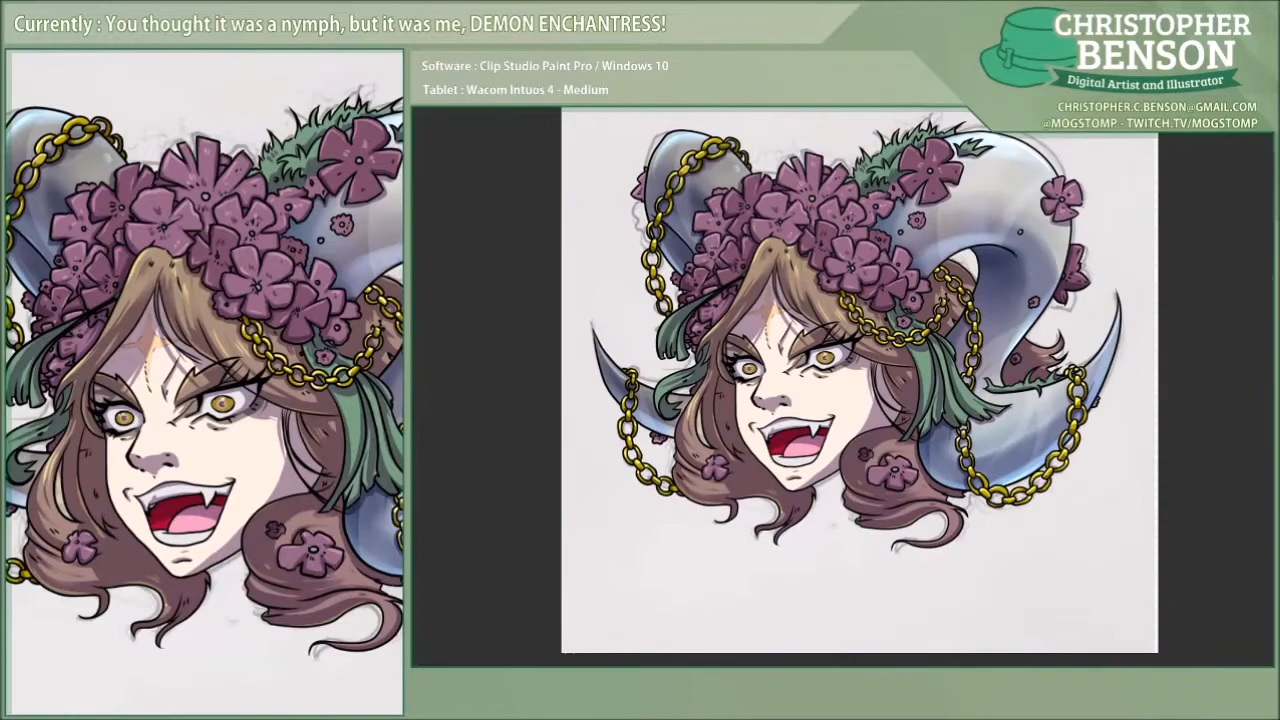 Currently : You thought it was a nymph, but it was me, DEMON ENCHANTRESS!
Software : Clip Studio Paint Pro / Windows 10
Tablet : Wacom Intuos 4 - Medium
CHRISTOPHER
BENSON
Digital Artist and Illustrator
CHRISTOPHER.C.BENSON@GMAIL.COM
@MOGSTOMP - TWITCH.TV/MOGSTOMP